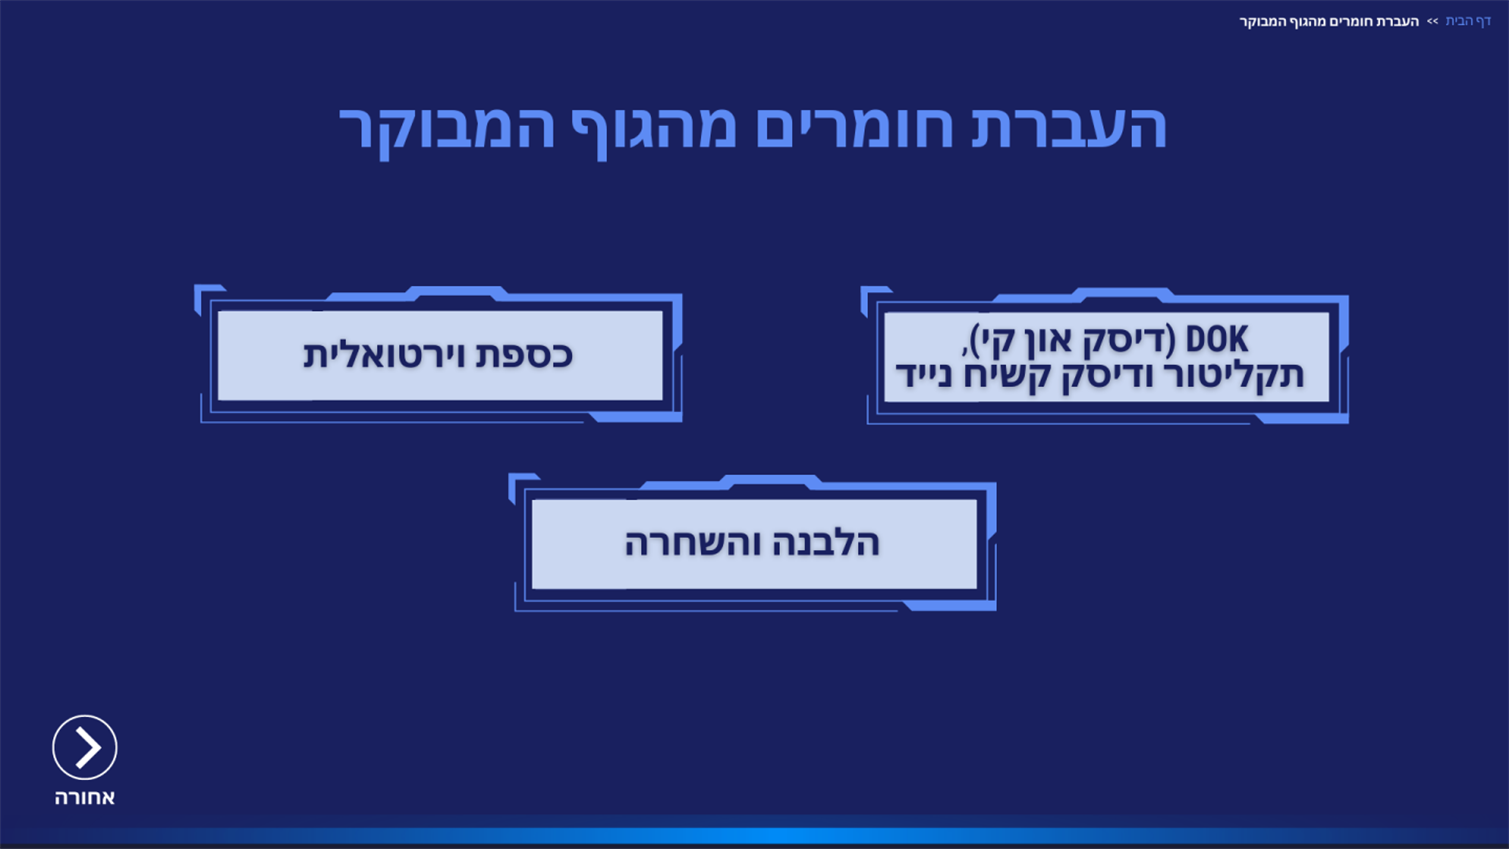 דף הבית >> העברת חומרים מהגוף המבוקר
העברת חומרים מהגוף המבוקר
DOK (דיסק און קי),
תקליטור ודיסק קשיח נייד
כספת וירטואלית
הלבנה והשחרה
אחורה